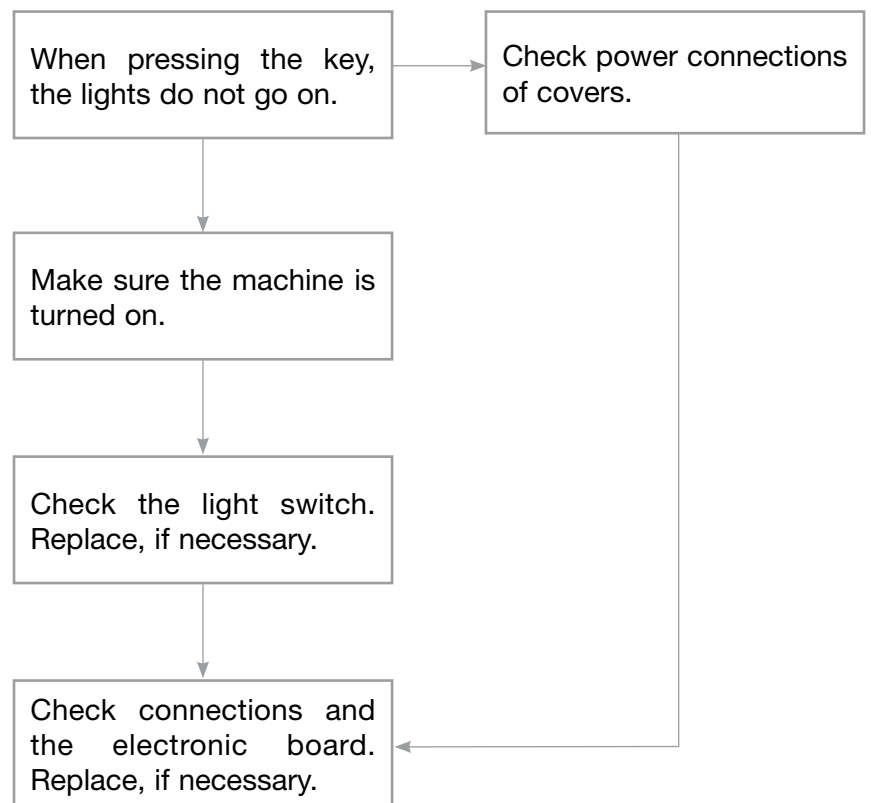 When pressing the key,
the lights do not go on.
Check power connections
of covers.
Make sure the machine is
turned on.
Check the light switch.
Replace, if necessary.
Check connections and
the electronic board.
Replace, if necessary.